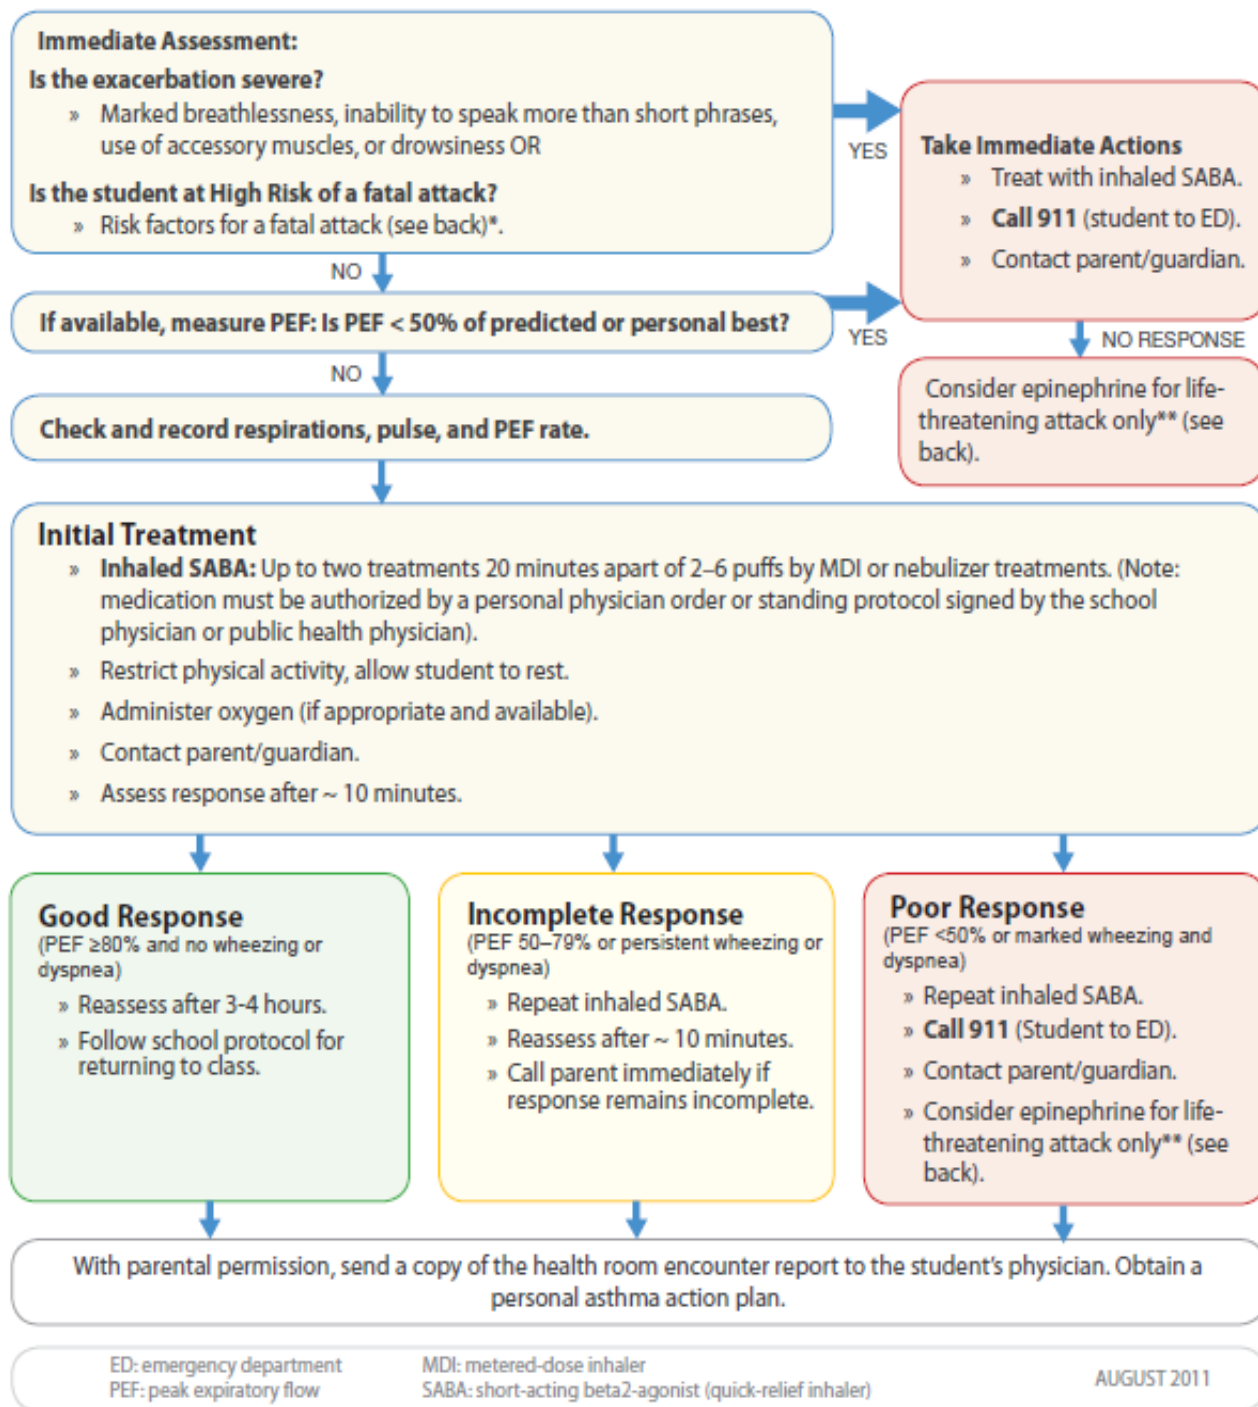 Immediate Assessment:
Is the exacerbation severe?
» Marked breathlessness, inability to speak more than short phrases,
use of accessory muscles, or drowsiness OR
Is the student at High Risk of a fatal attack?
» Risk factors for a fatal attack (see back)*.
YES
Take Immediate Actions
» Treat with inhaled SABA.
» Call 911 (student to ED).
» Contact parent/guardian.
NO
If available, measure PEF: Is PEF < 50% of predicted or personal best?
YES
NO RESPONSE
Consider epinephrine for life-
threatening attack only** (see
back).
NO
Check and record respirations, pulse, and PEF rate.
Initial Treatment
» Inhaled SABA: Up to two treatments 20 minutes apart of 2–6 puffs by MDI or nebulizer treatments. (Note:
medication must be authorized by a personal physician order or standing protocol signed by the school
physician or public health physician).
» Restrict physical activity, allow student to rest.
» Administer oxygen (if appropriate and available).
» Contact parent/guardian.
» Assess response after ~ 10 minutes.
Good Response
(PEF ≥80% and no wheezing or
dyspnea)
» Reassess after 3-4 hours.
» Follow school protocol for
returning to class.
Incomplete Response
(PEF 50–79% or persistent wheezing or
dyspnea)
» Repeat inhaled SABA.
» Reassess after ~ 10 minutes.
» Call parent immediately if
response remains incomplete.
Poor Response
(PEF <50% or marked wheezing and
dyspnea)
» Repeat inhaled SABA.
» Call 911 (Student to ED).
» Contact parent/guardian.
» Consider epinephrine for life-
threatening attack only** (see
back).
With parental permission, send a copy of the health room encounter report to the student's physician. Obtain a
personal asthma action plan.
ED: emergency department
PEF: peak expiratory flow
MDI: metered-dose inhaler
SABA: short-acting beta2-agonist (quick-relief inhaler)
AUGUST 2011